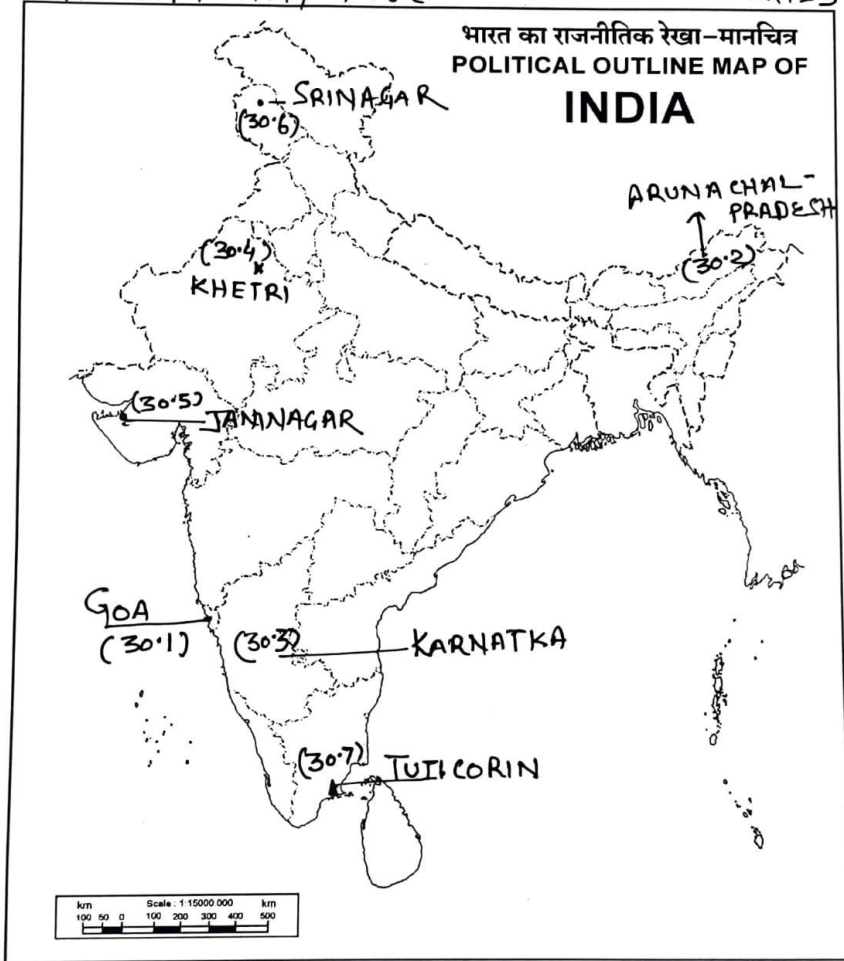 भारत का राजनीतिक रेखा–मानचित्र
POLITICAL OUTLINE MAP OF
INDIA
SRINAGAR
(30.6)
ARUNACHAL-
PRADESH
(30.2)
(30.4)
KHETRI
(30.5)
JAMNAGAR
GOA
(30.1)
(30.3)
KARNATKA
(30.7)
TUTICORIN
km Scale : 1:15000 000 km
100 50 0 100 200 300 400 500